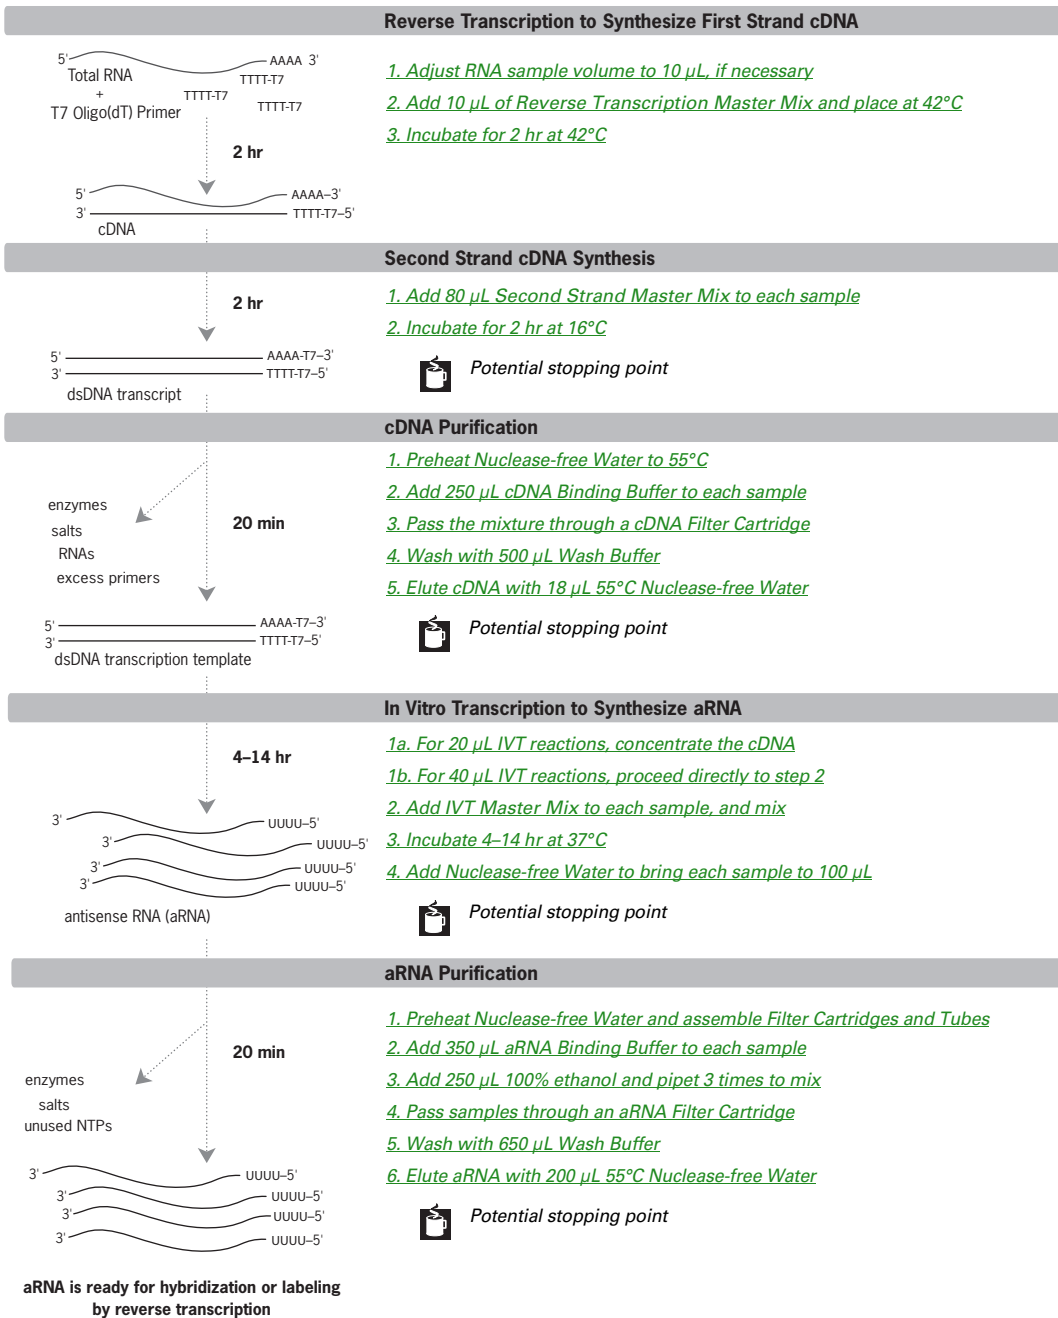 Reverse Transcription to Synthesize First Strand cDNA
5' AAAA 3'
Total RNA
+
T7 Oligo(dT) Primer
TTTT-T7
TTTT-T7
TTTT-T7
1. Adjust RNA sample volume to 10 µL, if necessary
2. Add 10 µL of Reverse Transcription Master Mix and place at 42°C
3. Incubate for 2 hr at 42°C
2 hr
5' AAAA–3'
3' TTTT-T7–5'
cDNA
Second Strand cDNA Synthesis
2 hr
1. Add 80 µL Second Strand Master Mix to each sample
2. Incubate for 2 hr at 16°C
Potential stopping point
5' AAAA-T7–3'
3' TTTT-T7–5'
dsDNA transcript
cDNA Purification
1. Preheat Nuclease-free Water to 55°C
2. Add 250 µL cDNA Binding Buffer to each sample
3. Pass the mixture through a cDNA Filter Cartridge
4. Wash with 500 µL Wash Buffer
5. Elute cDNA with 18 µL 55°C Nuclease-free Water
Potential stopping point
enzymes
salts
RNAs
excess primers
20 min
5' AAAA-T7–3'
3' TTTT-T7–5'
dsDNA transcription template
In Vitro Transcription to Synthesize aRNA
4–14 hr
1a. For 20 µL IVT reactions, concentrate the cDNA
1b. For 40 µL IVT reactions, proceed directly to step 2
2. Add IVT Master Mix to each sample, and mix
3. Incubate 4–14 hr at 37°C
4. Add Nuclease-free Water to bring each sample to 100 µL
Potential stopping point
3' UUUU–5'
3' UUUU–5'
3' UUUU–5'
3' UUUU–5'
antisense RNA (aRNA)
aRNA Purification
1. Preheat Nuclease-free Water and assemble Filter Cartridges and Tubes
2. Add 350 µL aRNA Binding Buffer to each sample
3. Add 250 µL 100% ethanol and pipet 3 times to mix
4. Pass samples through an aRNA Filter Cartridge
5. Wash with 650 µL Wash Buffer
6. Elute aRNA with 200 µL 55°C Nuclease-free Water
Potential stopping point
20 min
enzymes
salts
unused NTPs
3' UUUU–5'
3' UUUU–5'
3' UUUU–5'
3' UUUU–5'
aRNA is ready for hybridization or labeling
by reverse transcription